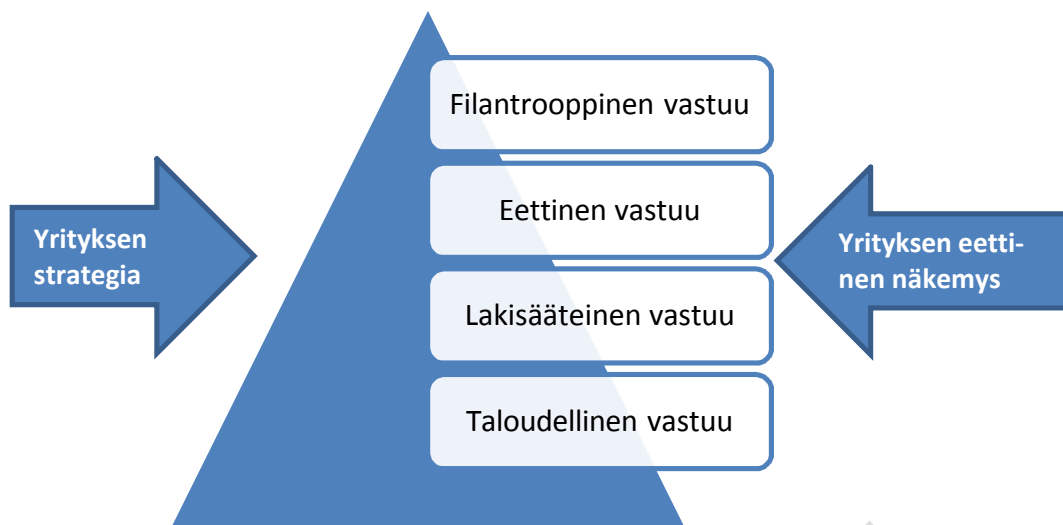 Filantrooppinen vastuu
Eettinen vastuu
Lakisääteinen vastuu
Taloudellinen vastuu
Yrityksen
strategia
Yrityksen eetti-
nen näkemys